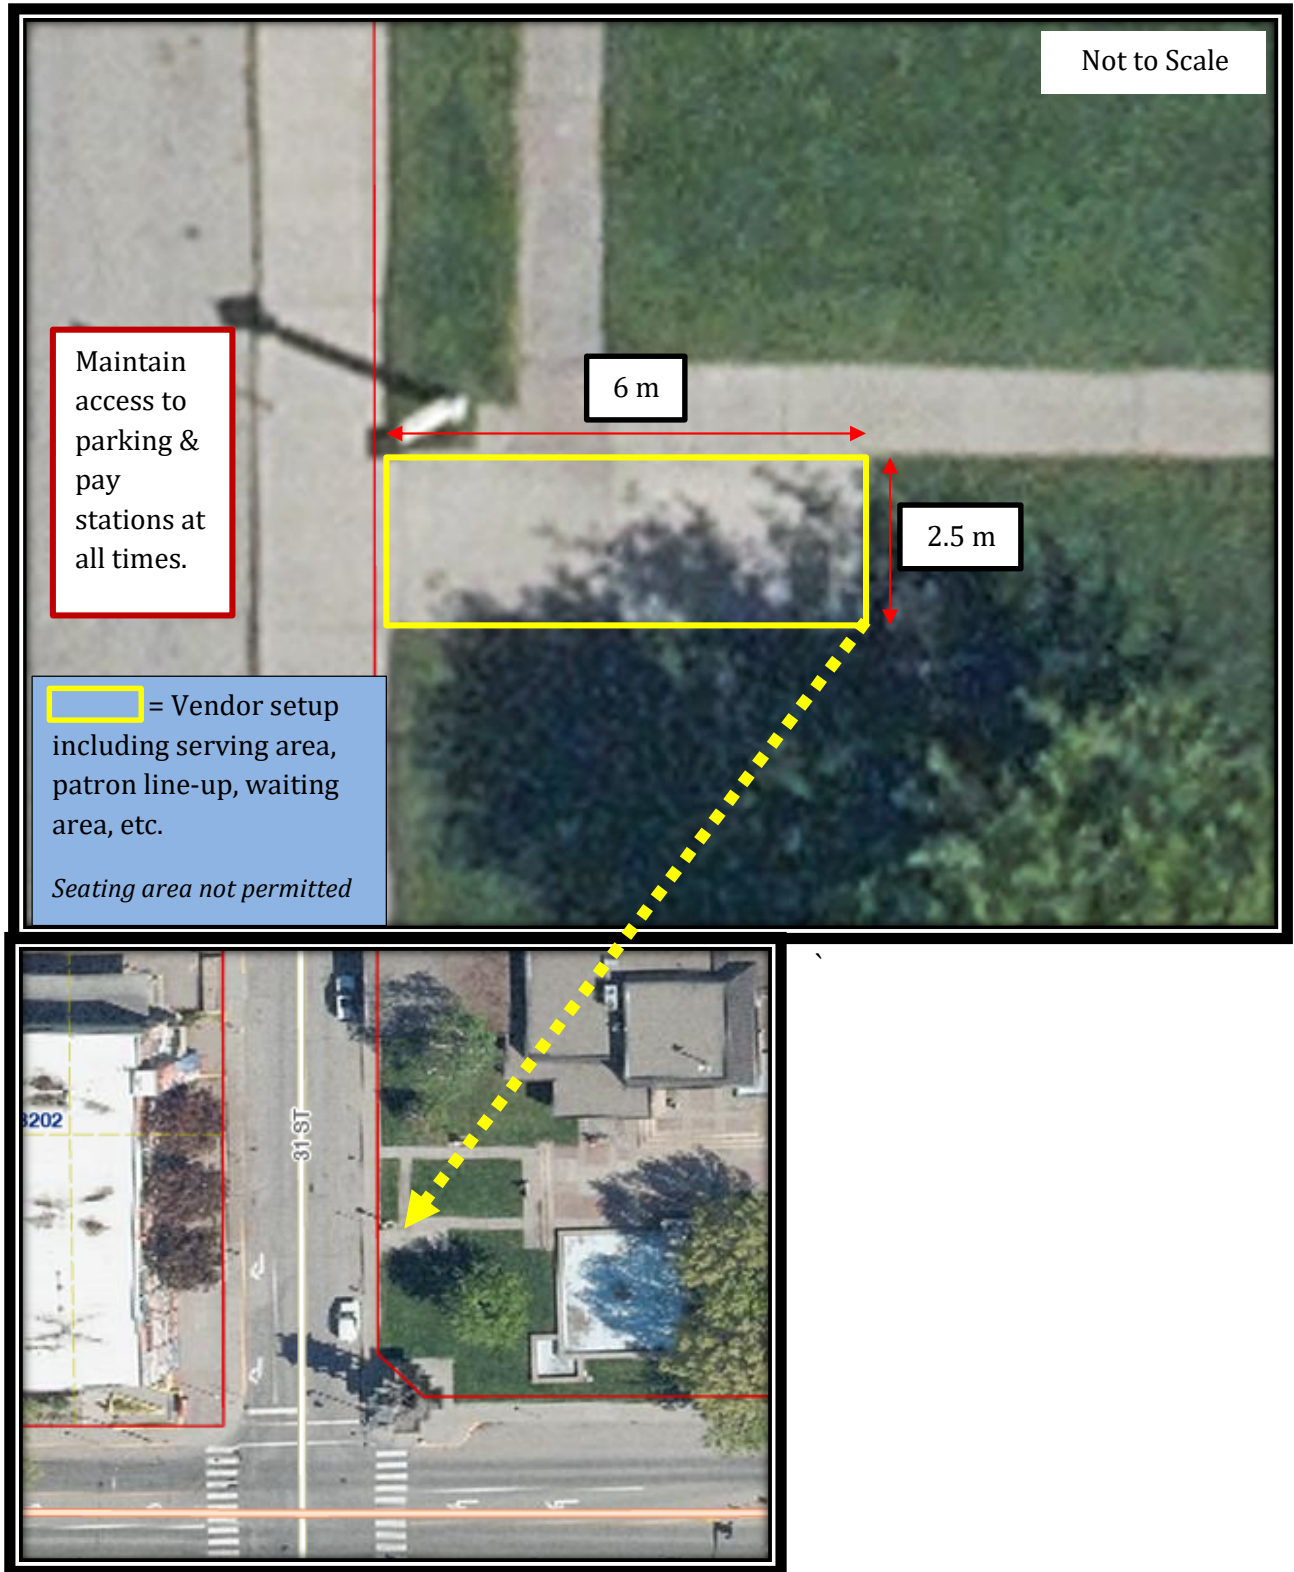 Not to Scale
6 m
Maintain
access to
parking &
pay
stations at
all times.
2.5 m
= Vendor setup
including serving area,
patron line-up, waiting
area, etc.
Seating area not permitted
`
31 ST